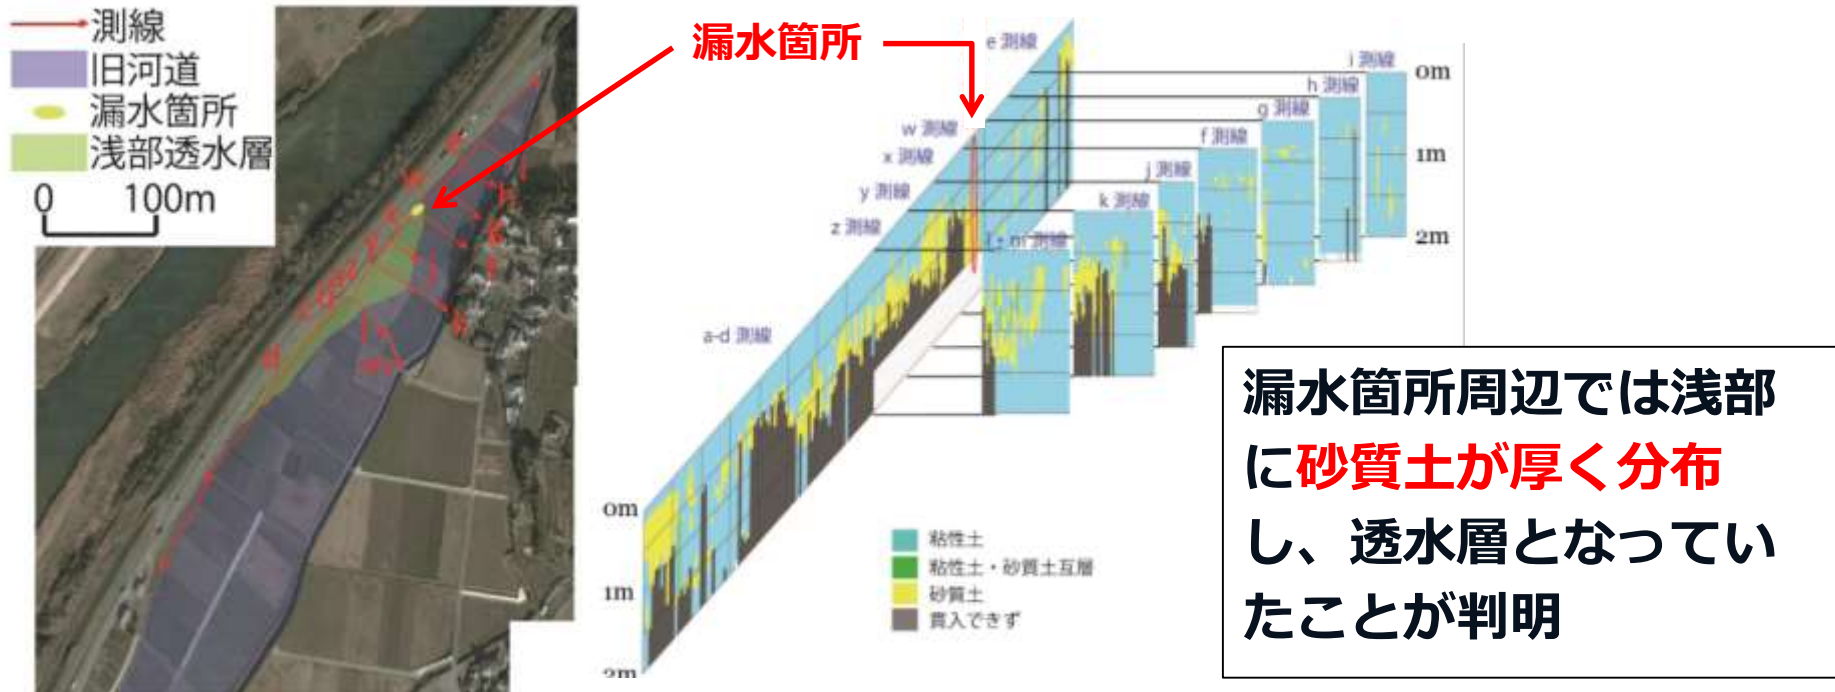 測線
旧河道
漏水箇所
浅部透水層
0 100m
漏水箇所
e 測線
w 測線
x 測線
y 測線
z 測線
a-d 測線
i 測線
h 測線
g 測線
f 測線
j 測線
k 測線
l・m 測線
0m
1m
2m
0m
1m
2m
粘性土
粘性土・砂質土互層
砂質土
貫入できず
漏水箇所周辺では浅部
に砂質土が厚く分布
し、透水層となってい
たことが判明